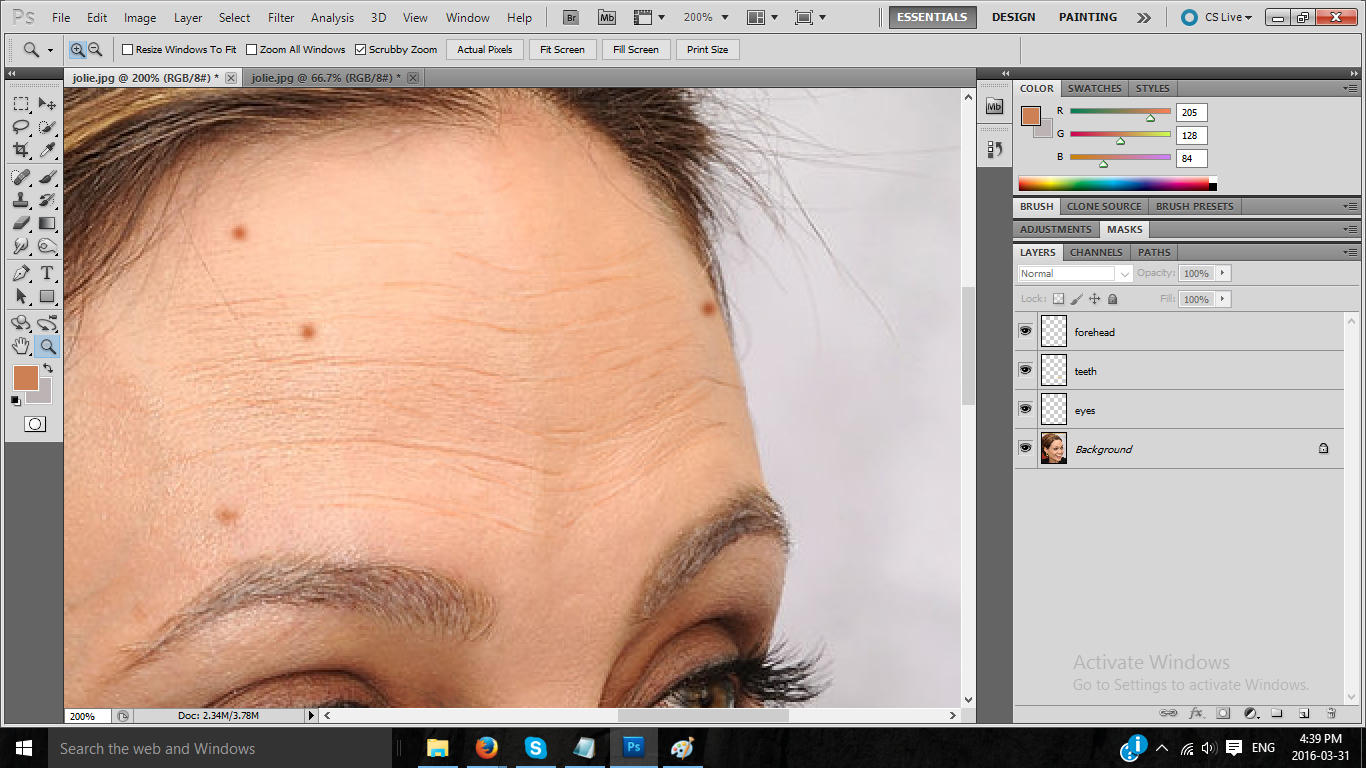 Ps File Edit Image Layer Select Filter Analysis 3D View Window Help Br Mb 200% ESSENTIALS DESIGN PAINTING CS Live
Resize Windows To Fit Zoom All Windows Scrubby Zoom Actual Pixels Fit Screen Fill Screen Print Size
jolie.jpg @ 200% (RGB/8#) * jolie.jpg @ 66.7% (RGB/8#) *
COLOR SWATCHES STYLES
Mb
R 205
G 128
B 84
BRUSH CLONE SOURCE BRUSH PRESETS
ADJUSTMENTS MASKS
LAYERS CHANNELS PATHS
Normal Opacity: 100%
Lock: Fill: 100%
forehead
teeth
eyes
Background
T
Activate Windows
Go to Settings to activate Windows.
fx
200% Doc: 2.34M/3.78M
Search the web and Windows
S
Ps
ENG
4:39 PM
2016-03-31